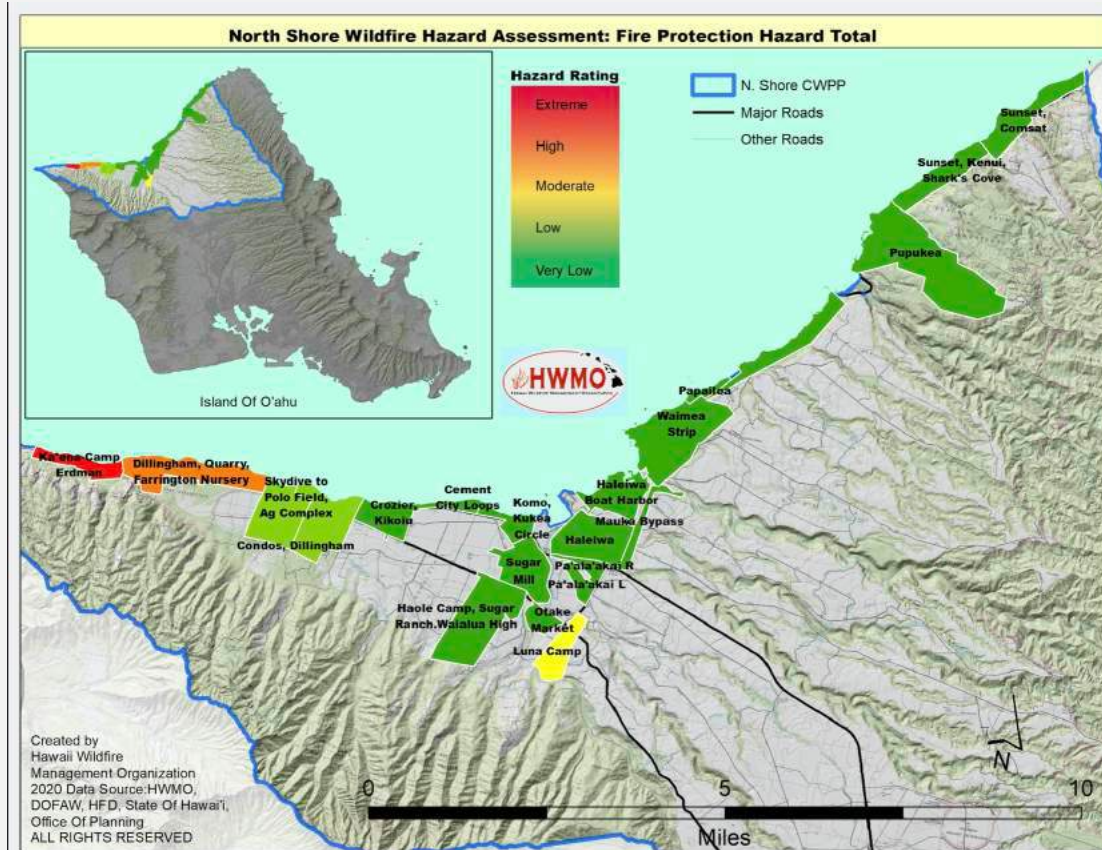 North Shore Wildfire Hazard Assessment: Fire Protection Hazard Total
Hazard Rating
Extreme
High
Moderate
Low
Very Low
N. Shore CWPP
Major Roads
Other Roads
Island Of O'ahu
HWMO
Sunset,
Comsat
Sunset, Kenui,
Shark's Cove
Pupukea
Papailoa
Waimea
Strip
Ka'ena Camp
Erdman
Dillingham, Quarry,
Farrington Nursery
Skydive to
Polo Field,
Ag Complex
Condos, Dillingham
Crozier,
Kikoiu
Cement
City Loops
Komo,
Kukea
Circle
Haleiwa
Boat Harbor
Mauka Bypass
Haleiwa
Sugar
Mill
Pa'ala'akai R
Pa'ala'akai L
Haole Camp, Sugar
Ranch.Waialua High
Otake
Market
Luna Camp
Created by
Hawaii Wildfire
Management Organization
2020 Data Source:HWMO,
DOFAW, HFD, State Of Hawai'i,
Office Of Planning
ALL RIGHTS RESERVED
N
0 5 10
Miles